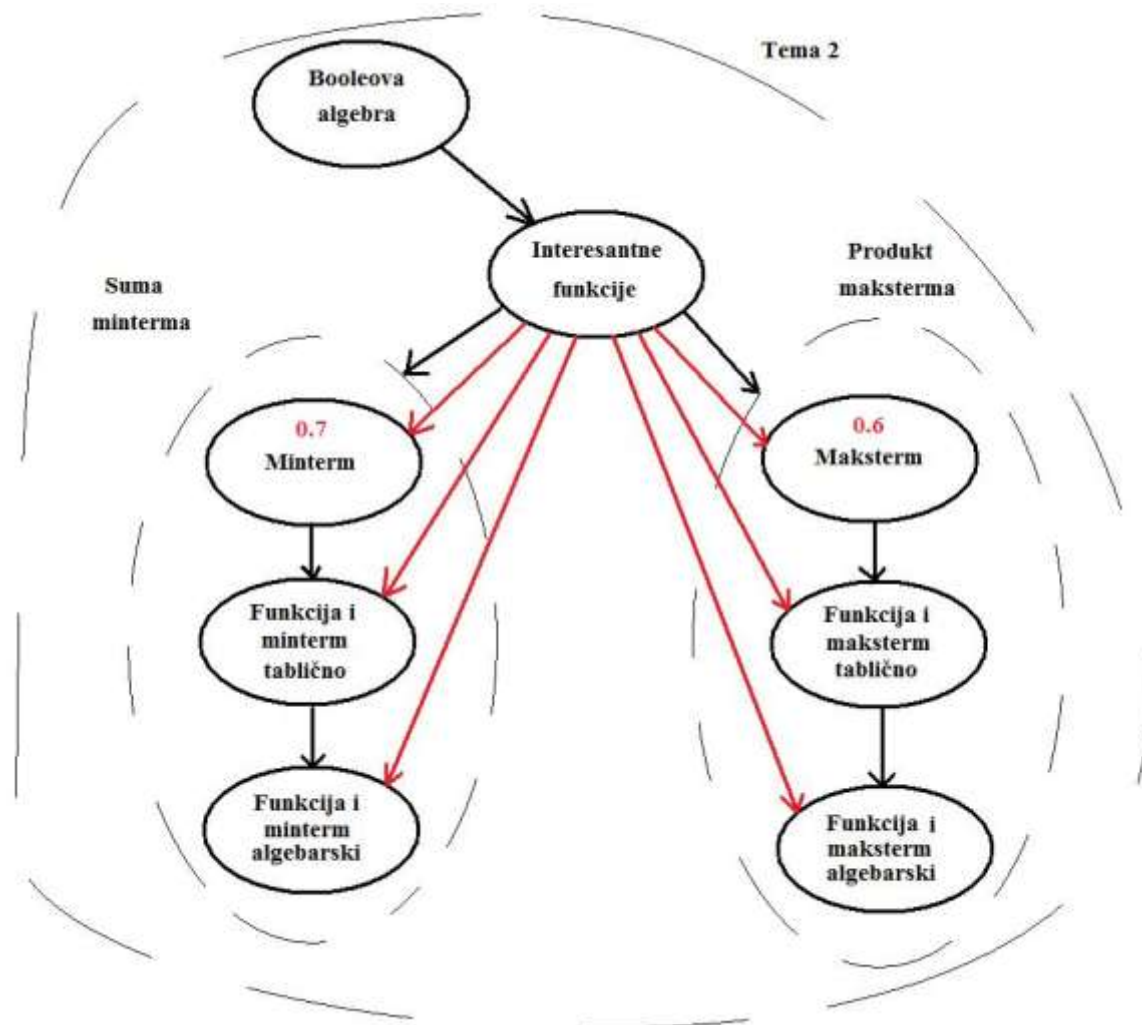 Tema 2
Booleova
algebra
Interesantne
funkcije
Suma
minterma
Produkt
maksterma
0.7
Minterm
0.6
Maksterm
Funkcija i
minterm
tablično
Funkcija i
maksterm
tablično
Funkcija i
minterm
algebarski
Funkcija i
maksterm
algebarski